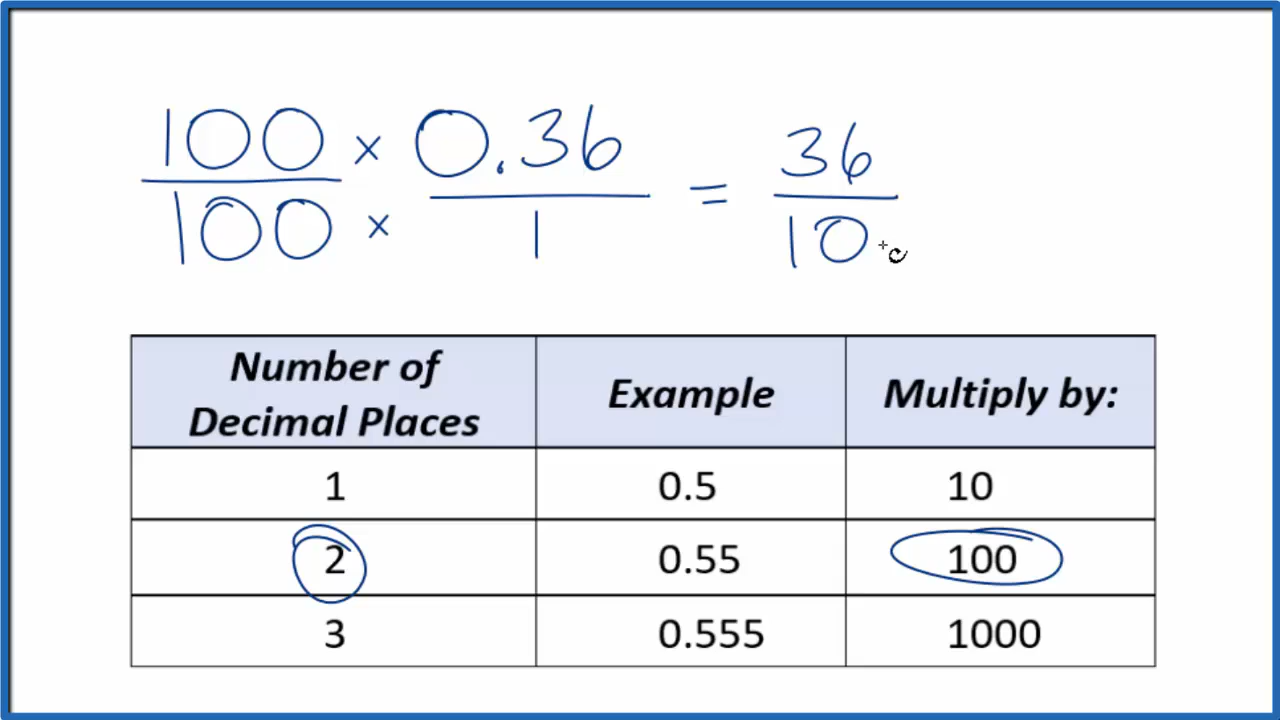 100 × 0.36 = 36
100 × 1 10
Number of Decimal Places Example Multiply by:
1 0.5 10
2 0.55 100
3 0.555 1000